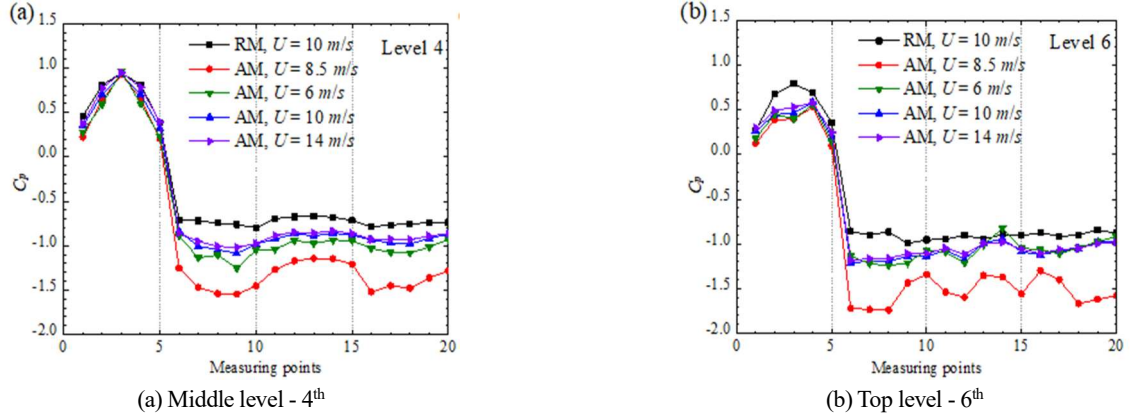 (a)
1.5
1.0
0.5
0.0
-0.5
-1.0
-1.5
-2.0
Cp
RM, U = 10 m/s
AM, U = 8.5 m/s
AM, U = 6 m/s
AM, U = 10 m/s
AM, U = 14 m/s
Level 4
0 5 10 15 20
Measuring points
(a) Middle level - 4th
(b)
1.5
1.0
0.5
0.0
-0.5
-1.0
-1.5
-2.0
Cp
RM, U = 10 m/s
AM, U = 8.5 m/s
AM, U = 6 m/s
AM, U = 10 m/s
AM, U = 14 m/s
Level 6
0 5 10 15 20
Measuring points
(b) Top level - 6th